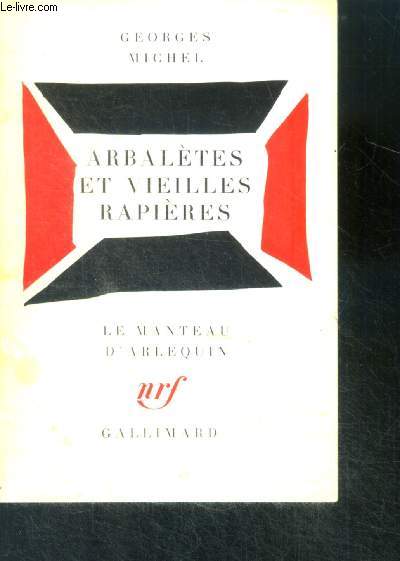 Le-livre.com
GEORGES
MICHEL
ARBALÈTES
ET VIEILLES
RAPIÈRES
LE MANTEAU
D'ARLEQUIN
nrf
GALLIMARD